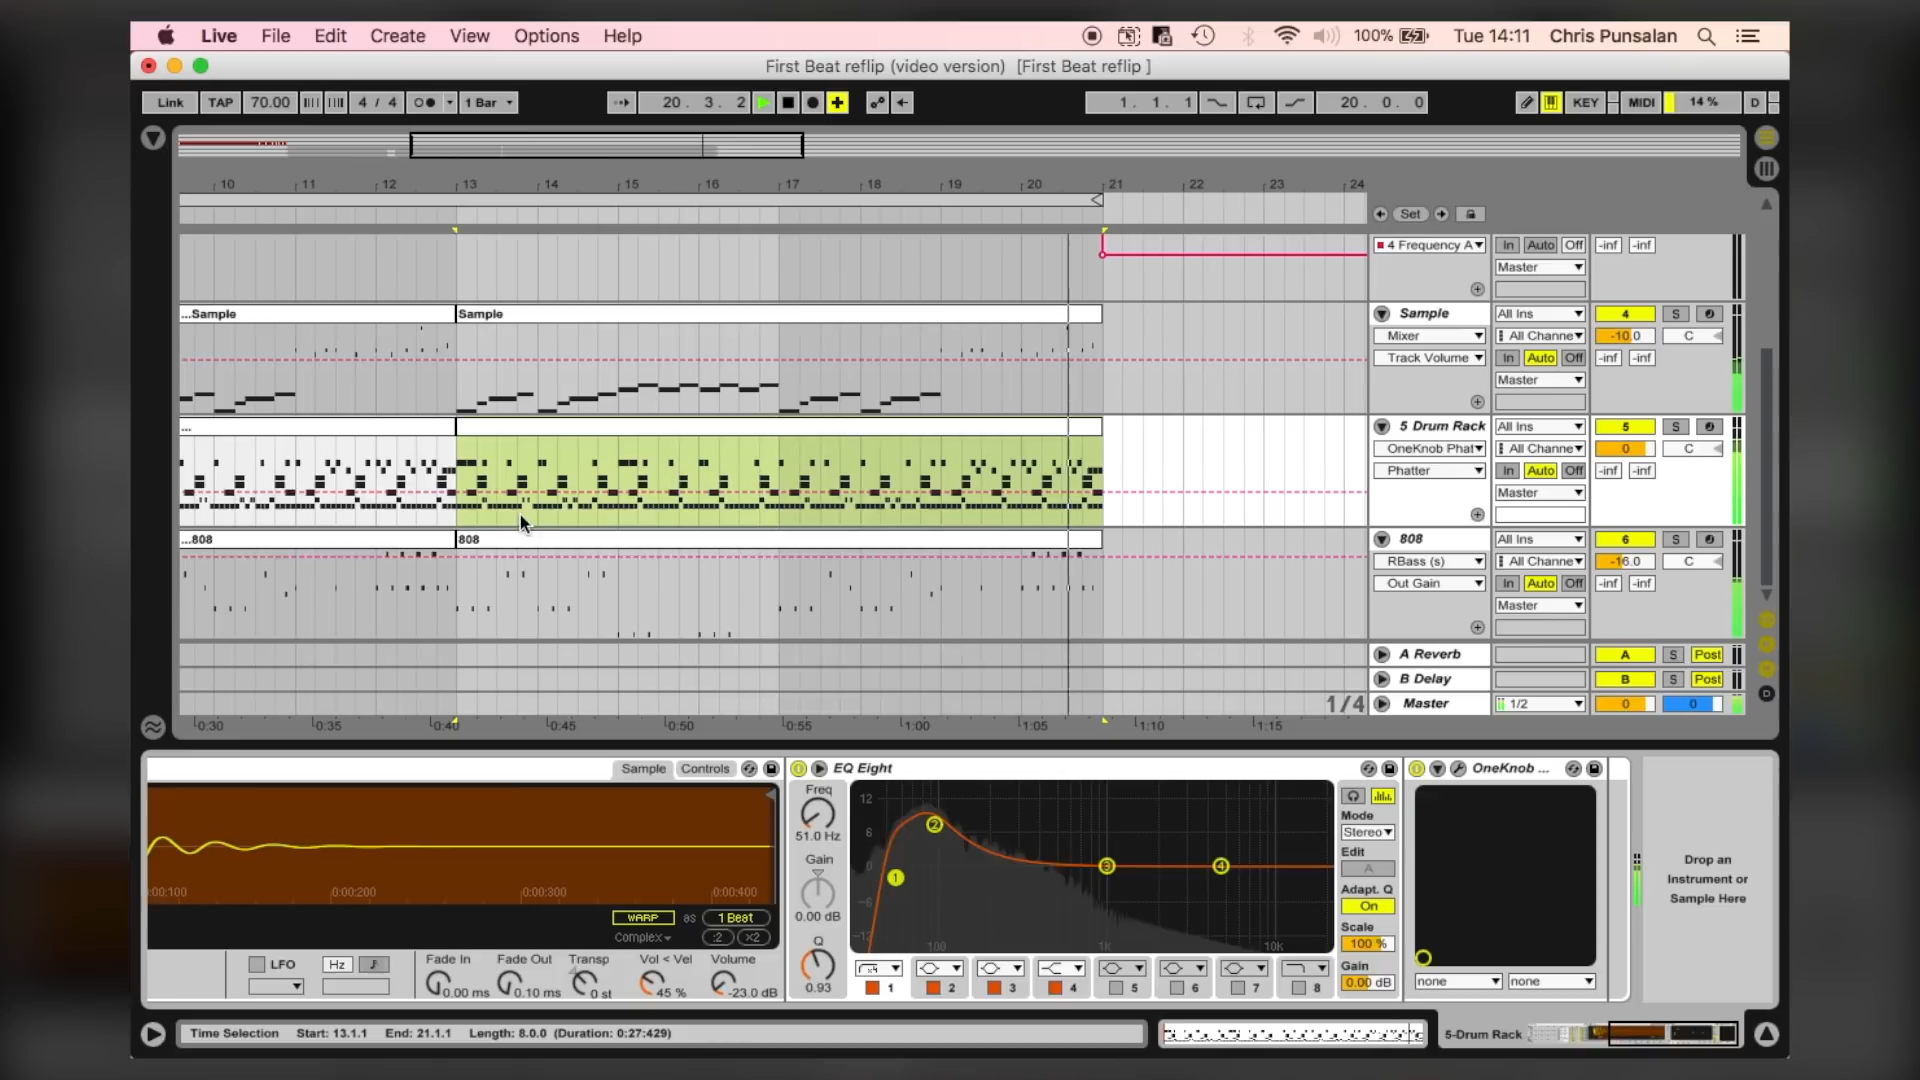 Live File Edit Create View Options Help 100% Tue 14:11 Chris Punsalan
First Beat reflip (video version) [First Beat reflip ]
Link TAP 70.00 4 / 4 1 Bar 20 . 3 . 2 1 . 1 . 1 20 . 0 . 0 KEY MIDI 14 % D
10 11 12 13 14 15 16 17 18 19 20 21 22 23 24
Set
4 Frequency A In Auto Off -inf -inf
Master
...Sample Sample Sample All Ins 4 S
Mixer All Channe -10.0 C
Track Volume In Auto Off -inf -inf
Master
... 5 Drum Rack All Ins 5 S
OneKnob Phat All Channe 0 C
Phatter In Auto Off -inf -inf
Master
...808 808 808 All Ins 6 S
RBass (s) All Channe -16.0 C
Out Gain In Auto Off -inf -inf
Master
A Reverb A S Post
B Delay B S Post
1/4 Master 1/2 0 0
D
0:30 0:35 0:40 0:45 0:50 0:55 1:00 1:05 1:10 1:15
Sample Controls EQ Eight OneKnob ...
Freq
51.0 Hz
Gain
0.00 dB
Q
0.93
12
6
0
-6
-12
100 1K 10K
1 2 3 4
Mode
Stereo
Edit
A
Adapt. Q
On
Scale
100 %
Gain
0.00 dB
:00:100 0:00:200 0:00:300 0:00:400
WARP as 1 Beat
Complex :2 x2
LFO Hz Fade In Fade Out Transp Vol < Vel Volume
0.00 ms 0.10 ms 0 st 45 % -23.0 dB
x4
1 2 3 4 5 6 7 8
none none
Drop an
Instrument or
Sample Here
Time Selection Start: 13.1.1 End: 21.1.1 Length: 8.0.0 (Duration: 0:27:429)
5-Drum Rack